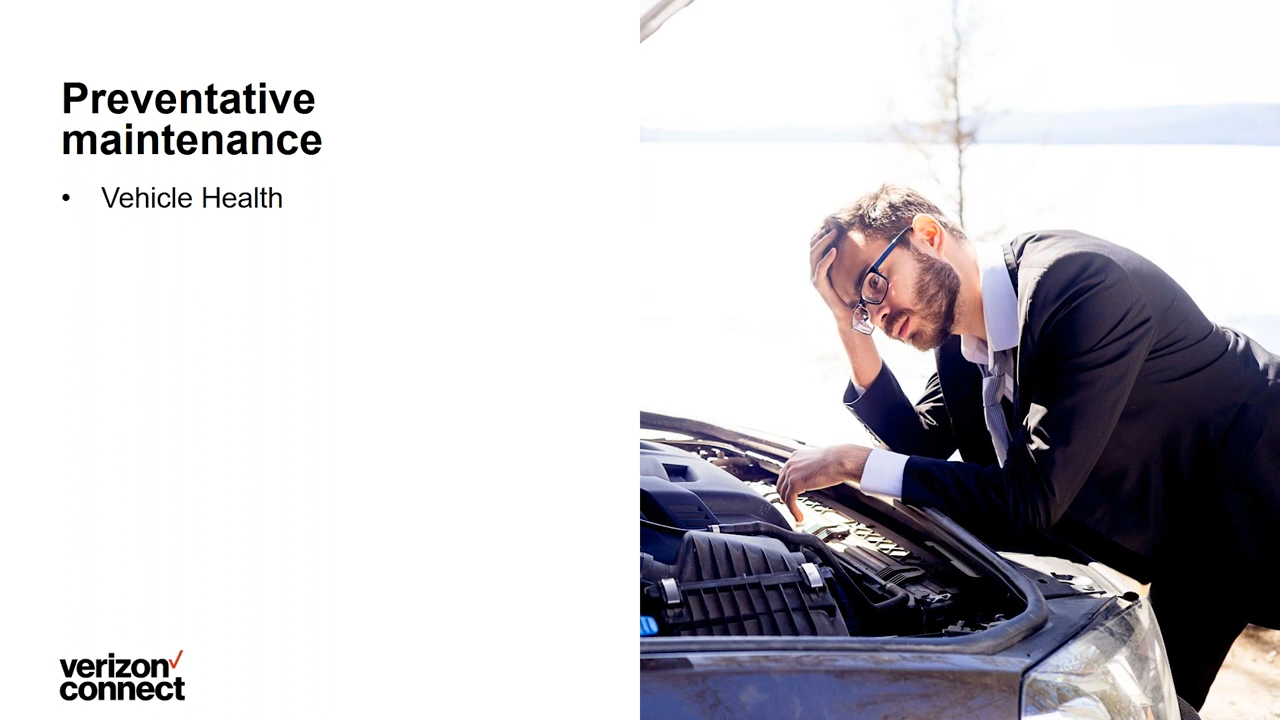 Preventative
maintenance
• Vehicle Health
verizon✓
connect